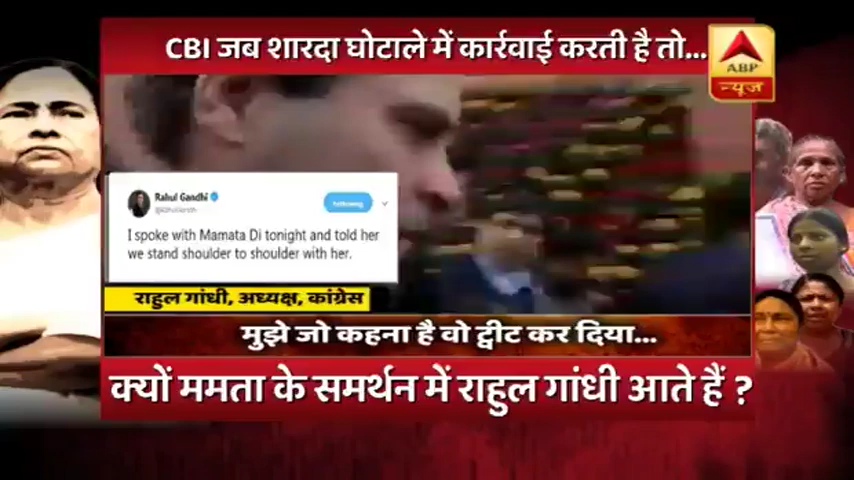 CBI जब शारदा घोटाले में कार्रवाई करती है तो...
ABP
न्यूज़
Rahul Gandhi
Following
I spoke with Mamata Di tonight and told her
we stand shoulder to shoulder with her.
राहुल गांधी, अध्यक्ष, कांग्रेस
मुझे जो कहना है वो ट्वीट कर दिया...
क्यों ममता के समर्थन में राहुल गांधी आते हैं ?